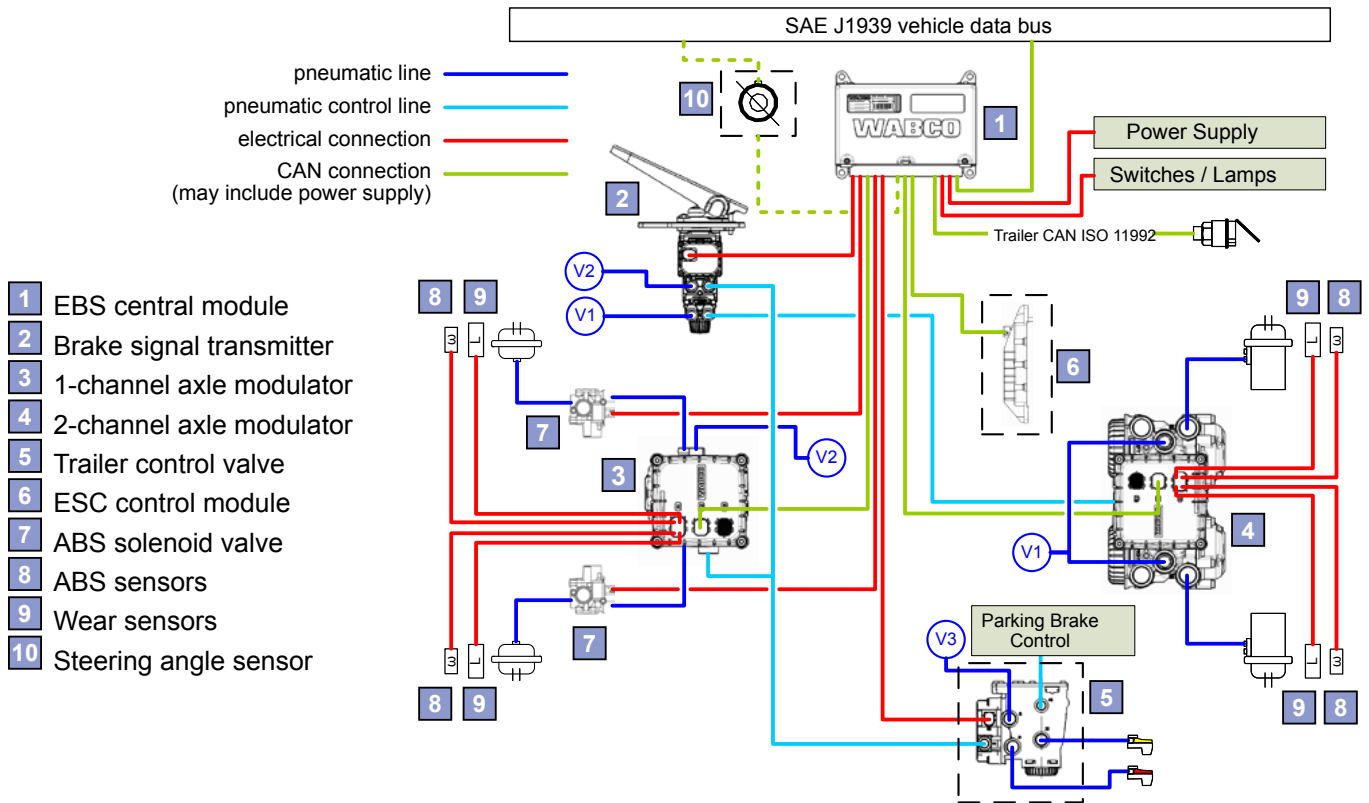 SAE J1939 vehicle data bus
pneumatic line
pneumatic control line
electrical connection
CAN connection
(may include power supply)
10
WABCO
1
Power Supply
Switches / Lamps
Trailer CAN ISO 11992
2
V2
V1
1 EBS central module
2 Brake signal transmitter
3 1-channel axle modulator
4 2-channel axle modulator
5 Trailer control valve
6 ESC control module
7 ABS solenoid valve
8 ABS sensors
9 Wear sensors
10 Steering angle sensor
8 9
ω L
7
3
WABCO
V2
7
ω L
8 9
6
9 8
L ω
4
V1
L ω
9 8
Parking Brake
Control
V3
5